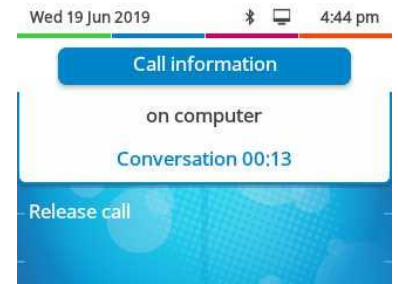 Wed 19 Jun 2019 4:44 pm
Call information
on computer
Conversation 00:13
Release call